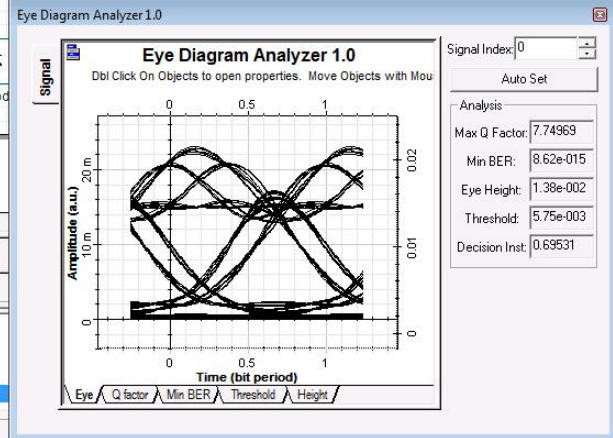 Eye Diagram Analyzer 1.0
Signal
Eye Diagram Analyzer 1.0
Dbl Click On Objects to open properties. Move Objects with Mou
0 0.5 1
Amplitude (a.u.)
0 10 m 20 m
0 0.01 0.02
0 0.5 1
Time (bit period)
Eye Q factor Min BER Threshold Height
Signal Index: 0
Auto Set
Analysis
Max Q Factor: 7.74969
Min BER: 8.62e-015
Eye Height: 1.38e-002
Threshold: 5.75e-003
Decision Inst: 0.69531